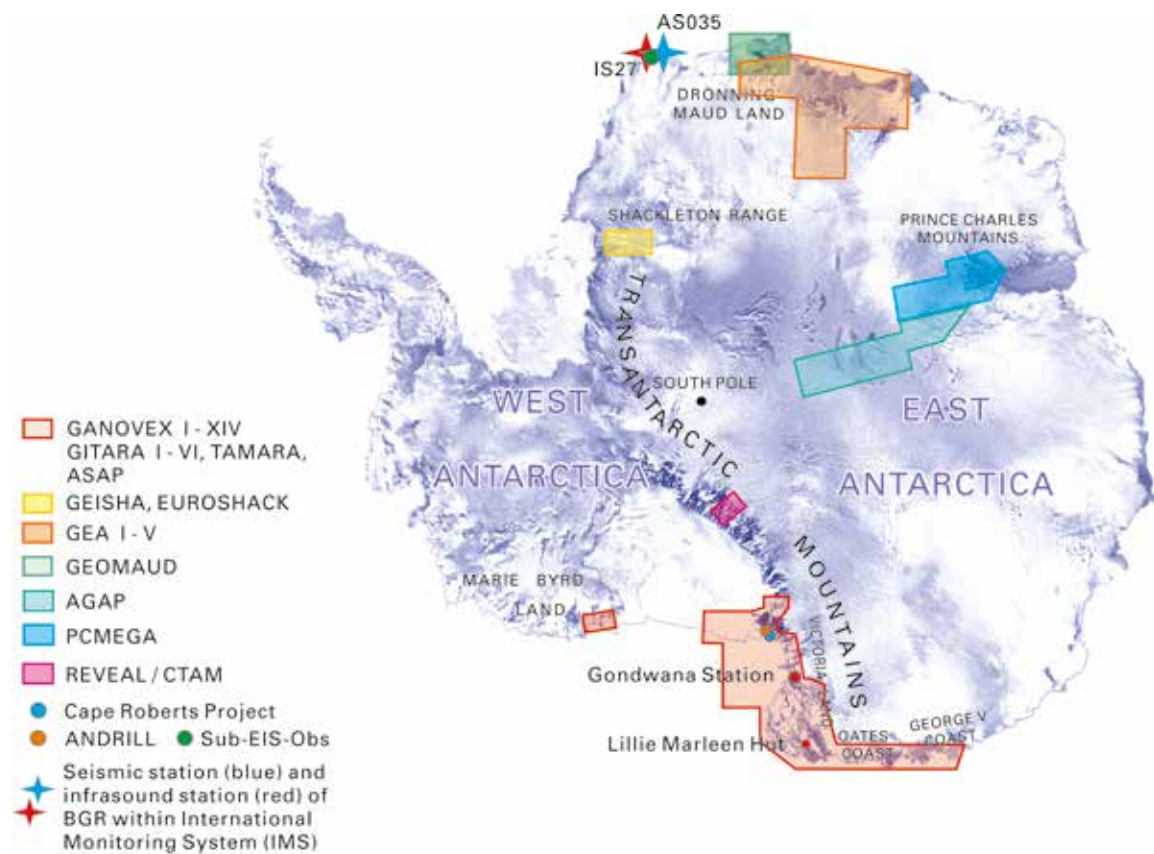 AS035
IS27
DRONNING
MAUD LAND
SHACKLETON RANGE
PRINCE CHARLES
MOUNTAINS
TRANSANTARCTIC
MOUNTAINS
SOUTH POLE
WEST
ANTARCTICA
EAST
ANTARCTICA
MARIE BYRD
LAND
VICTORIA LAND
Gondwana Station
Lillie Marleen Hut
OATES
COAST
GEORGE V
COAST
GANOVEX I - XIV
GITARA I - VI, TAMARA,
ASAP
GEISHA, EUROSHACK
GEA I - V
GEOMAUD
AGAP
PCMEGA
REVEAL / CTAM
Cape Roberts Project
ANDRILL
Sub-EIS-Obs
Seismic station (blue) and
infrasound station (red) of
BGR within International
Monitoring System (IMS)